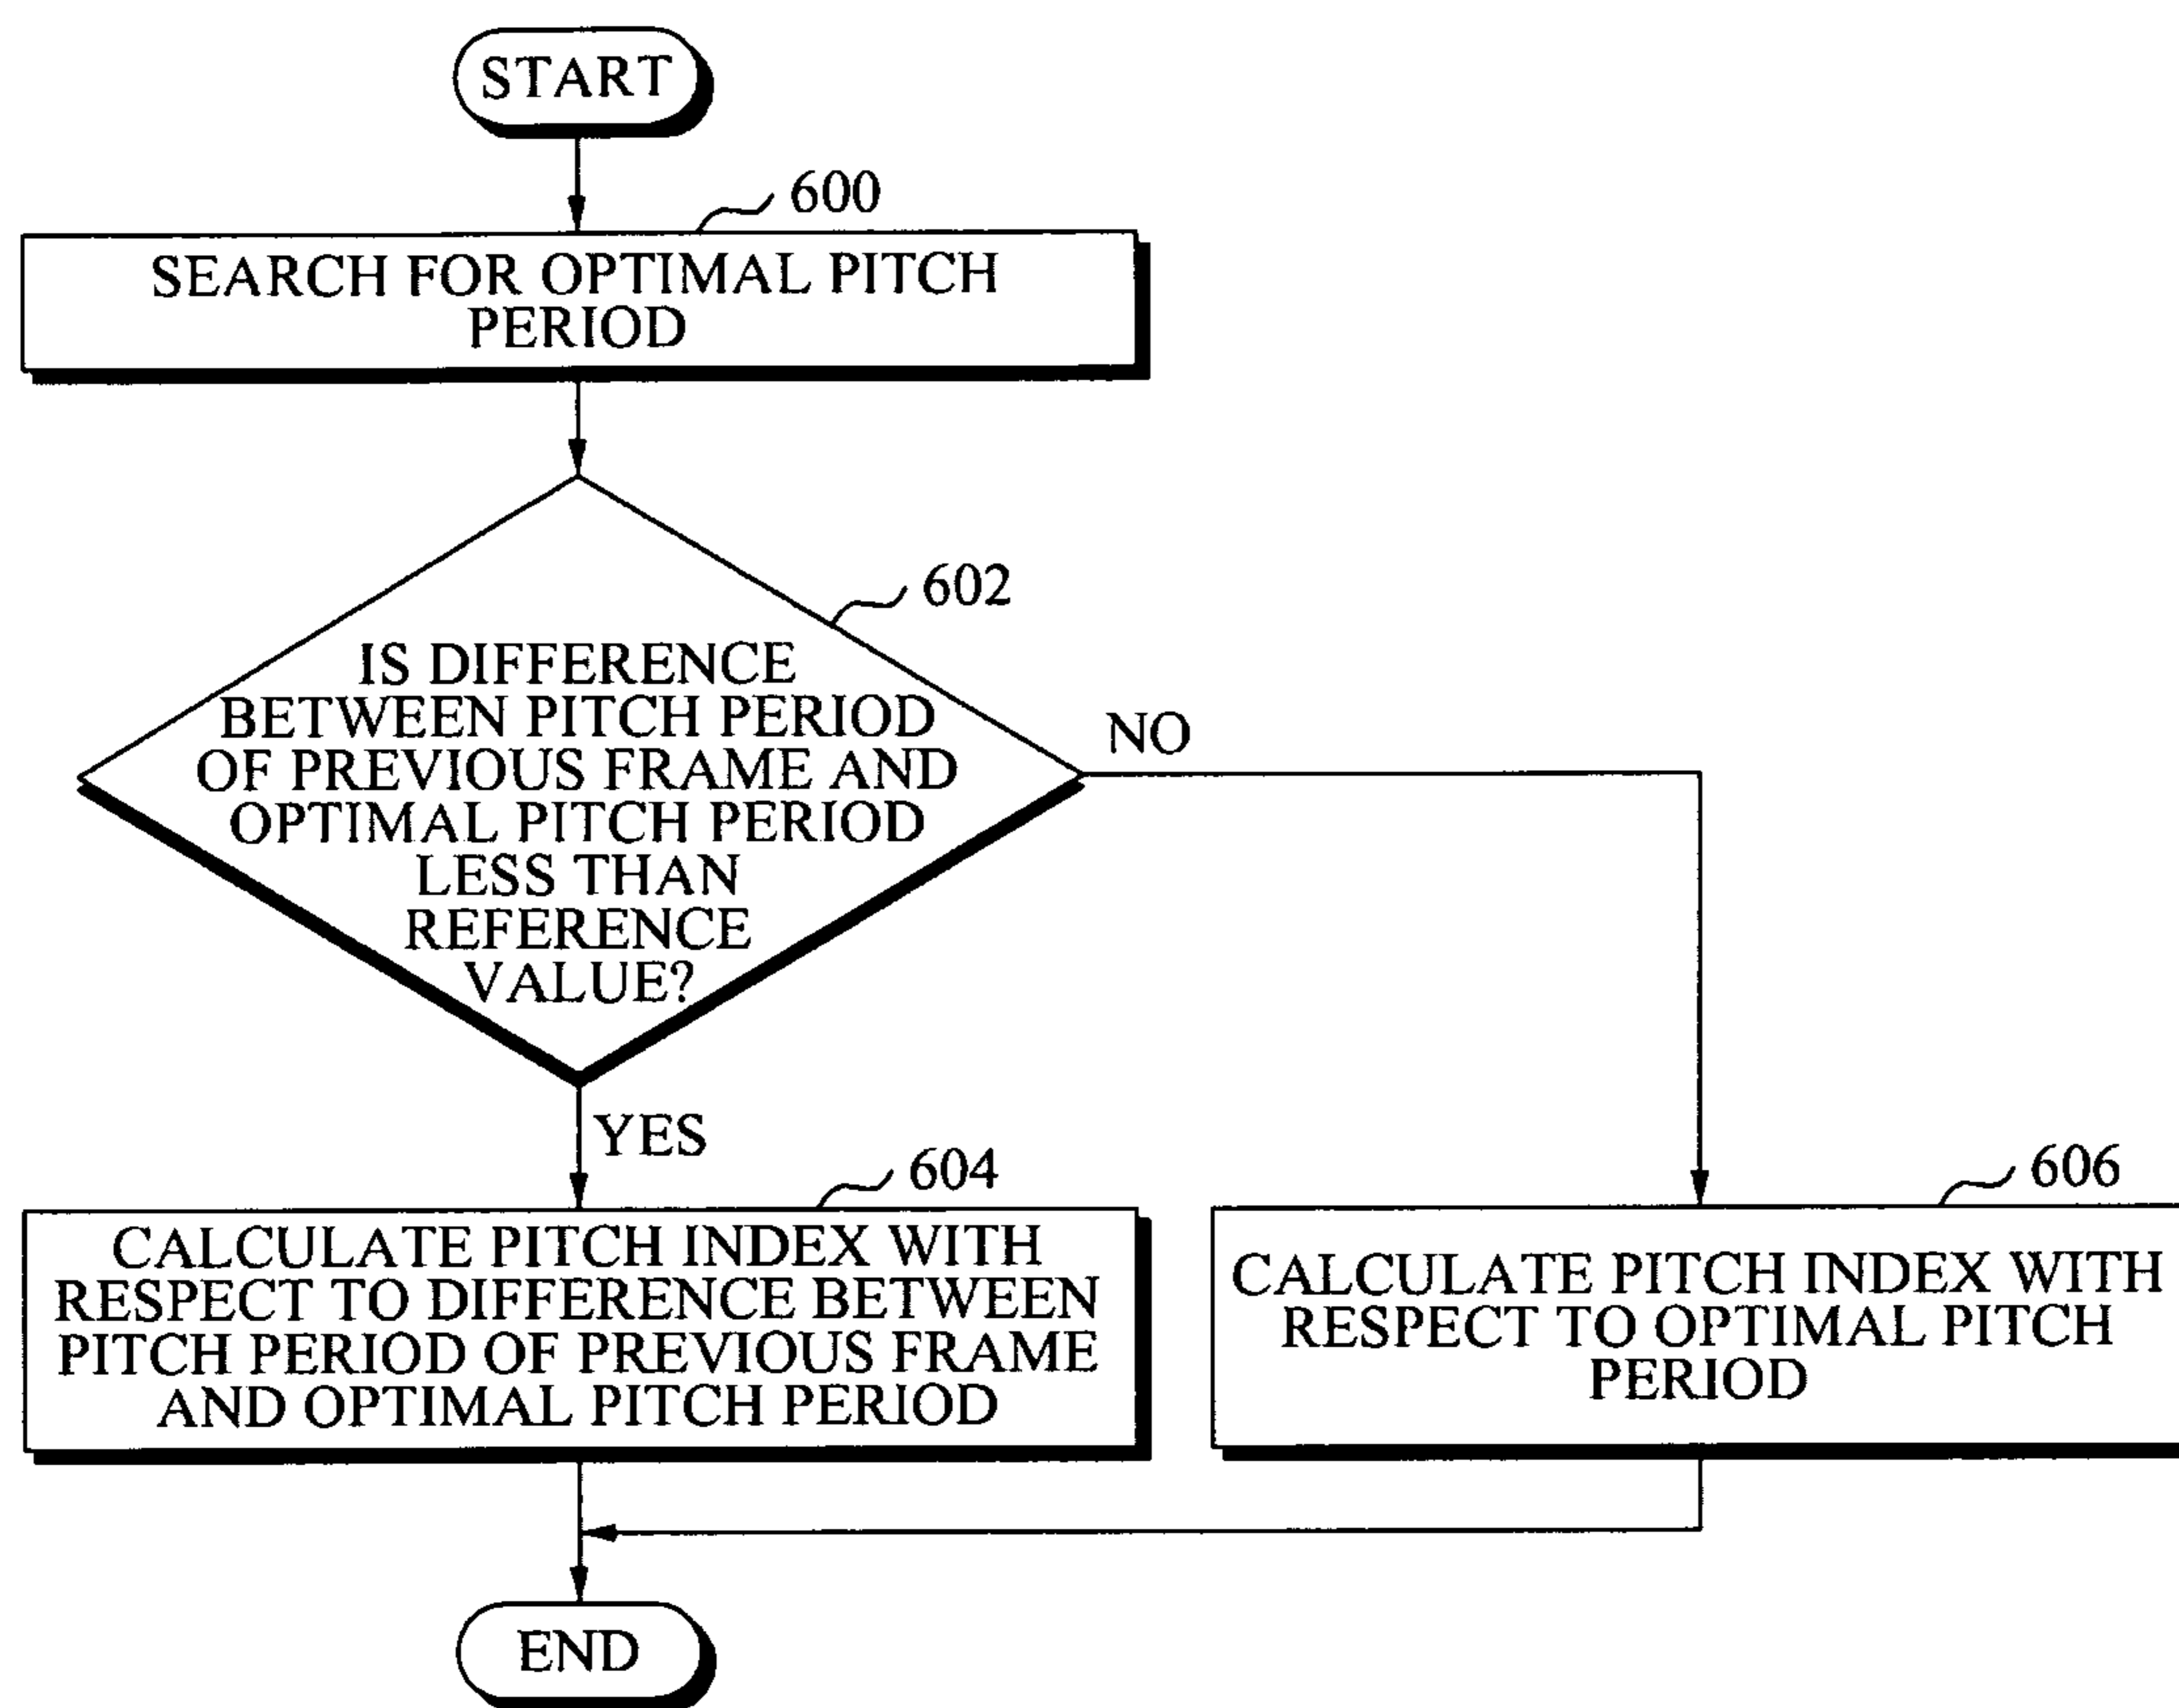 START
600
SEARCH FOR OPTIMAL PITCH
PERIOD
602
IS DIFFERENCE
BETWEEN PITCH PERIOD
OF PREVIOUS FRAME AND
OPTIMAL PITCH PERIOD
LESS THAN
REFERENCE
VALUE?
NO
YES
604
CALCULATE PITCH INDEX WITH
RESPECT TO DIFFERENCE BETWEEN
PITCH PERIOD OF PREVIOUS FRAME
AND OPTIMAL PITCH PERIOD
606
CALCULATE PITCH INDEX WITH
RESPECT TO OPTIMAL PITCH
PERIOD
END